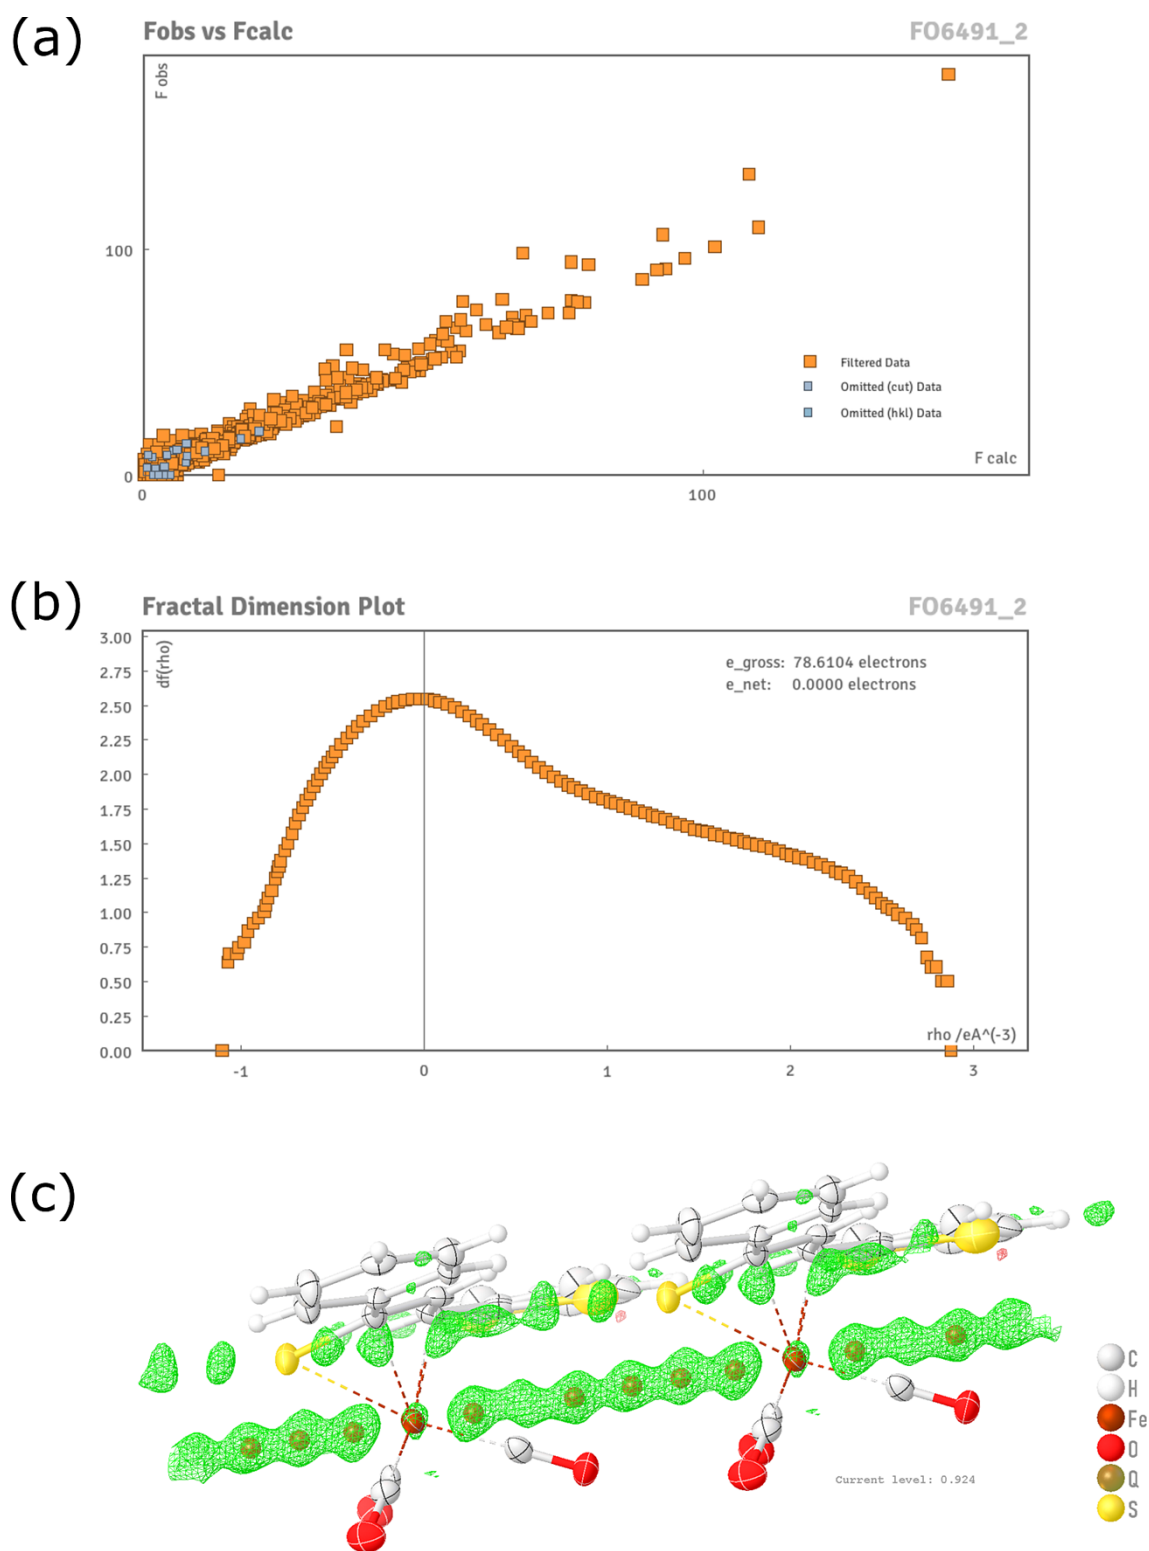 (a)
Fobs vs Fcalc
FO6491_2
F obs
100
0
Filtered Data
Omitted (cut) Data
Omitted (hkl) Data
F calc
0
100
(b)
Fractal Dimension Plot
FO6491_2
df(rho)
3.00
2.75
2.50
2.25
2.00
1.75
1.50
1.25
1.00
0.75
0.50
0.25
0.00
e_gross: 78.6104 electrons
e_net: 0.0000 electrons
rho /eA^(-3)
-1
0
1
2
3
(c)
C
H
Fe
O
Q
S
Current level: 0.924